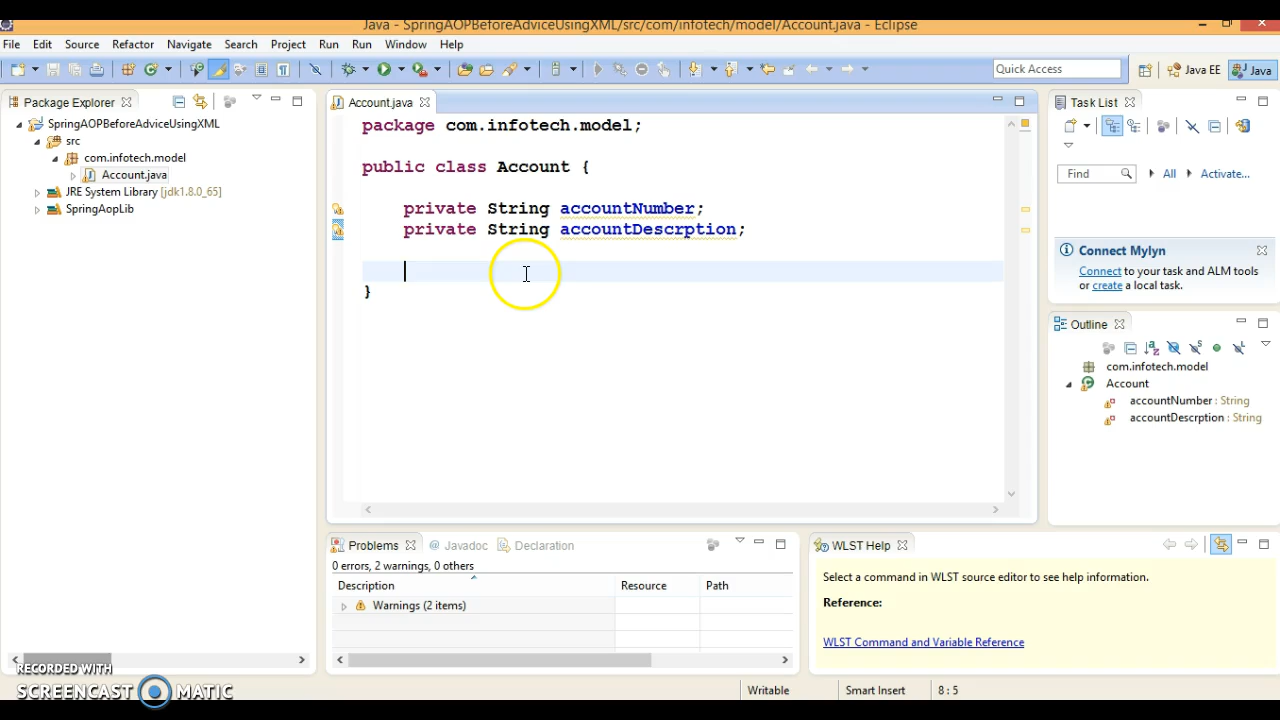 Java - SpringAOPBeforeAdviceUsingXML/src/com/infotech/model/Account.java - Eclipse
File Edit Source Refactor Navigate Search Project Run Run Window Help
Quick Access
Java EE
Java
Package Explorer
SpringAOPBeforeAdviceUsingXML
src
com.infotech.model
Account.java
JRE System Library [jdk1.8.0_65]
SpringAopLib
Account.java
package com.infotech.model;
public class Account {
private String accountNumber;
private String accountDescrption;
}
Task List
Find
All
Activate...
Connect Mylyn
Connect to your task and ALM tools
or create a local task.
Outline
com.infotech.model
Account
accountNumber : String
accountDescrption : String
Problems
Javadoc
Declaration
0 errors, 2 warnings, 0 others
Description Resource Path
Warnings (2 items)
WLST Help
Select a command in WLST source editor to see help information.
Reference:
WLST Command and Variable Reference
Writable Smart Insert 8 : 5
RECORDED WITH
SCREENCAST MATIC